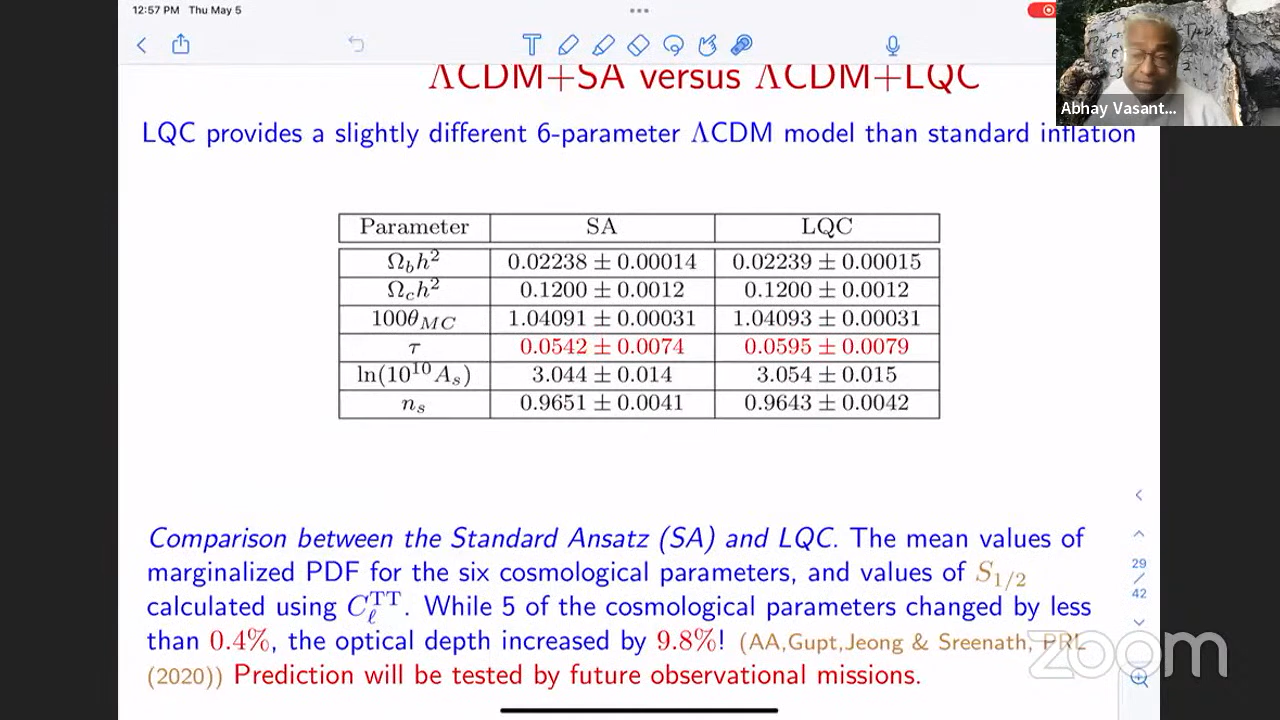 12:57 PM Thu May 5
Abhay Vasant...
ΛCDM+SA versus ΛCDM+LQC
LQC provides a slightly different 6-parameter ΛCDM model than standard inflation
Parameter SA LQC
Ω_b h² 0.02238 ± 0.00014 0.02239 ± 0.00015
Ω_c h² 0.1200 ± 0.0012 0.1200 ± 0.0012
100θ_MC 1.04091 ± 0.00031 1.04093 ± 0.00031
τ 0.0542 ± 0.0074 0.0595 ± 0.0079
ln(10¹⁰ A_s) 3.044 ± 0.014 3.054 ± 0.015
n_s 0.9651 ± 0.0041 0.9643 ± 0.0042
Comparison between the Standard Ansatz (SA) and LQC. The mean values of
marginalized PDF for the six cosmological parameters, and values of S_1/2
calculated using C_ℓ^TT. While 5 of the cosmological parameters changed by less
than 0.4%, the optical depth increased by 9.8%! (AA,Gupt,Jeong & Sreenath, PRL
(2020)) Prediction will be tested by future observational missions.
29
/
42
zoom